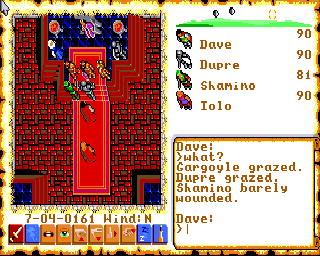 90
Dave
90
Dupre
81
Shamino
90
Iolo
Dave:
>what?
Gargoyle grazed.
Dupre grazed.
Shamino barely
wounded.
Dave:
>
7-04-0161 Wind:N